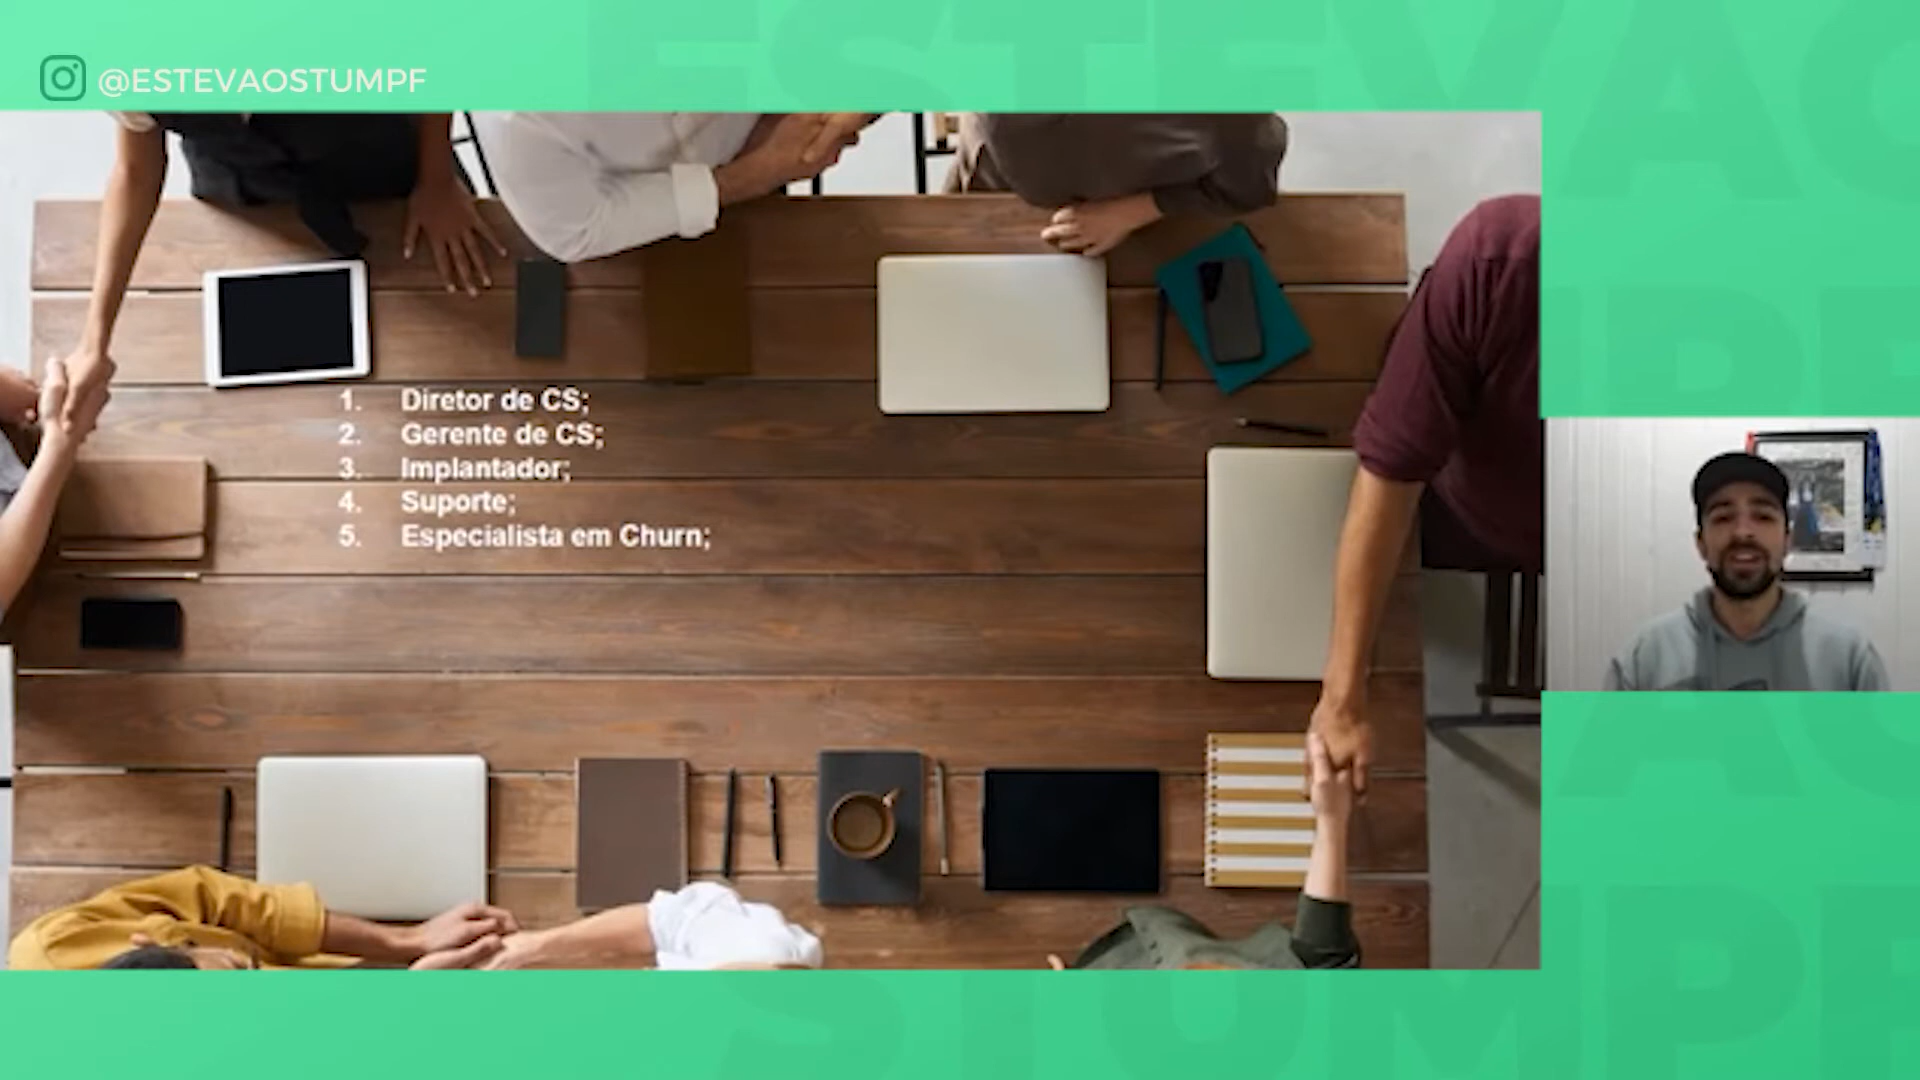 @ESTEVAOSTUMPF
1. Diretor de CS;
2. Gerente de CS;
3. Implantador;
4. Suporte;
5. Especialista em Churn;